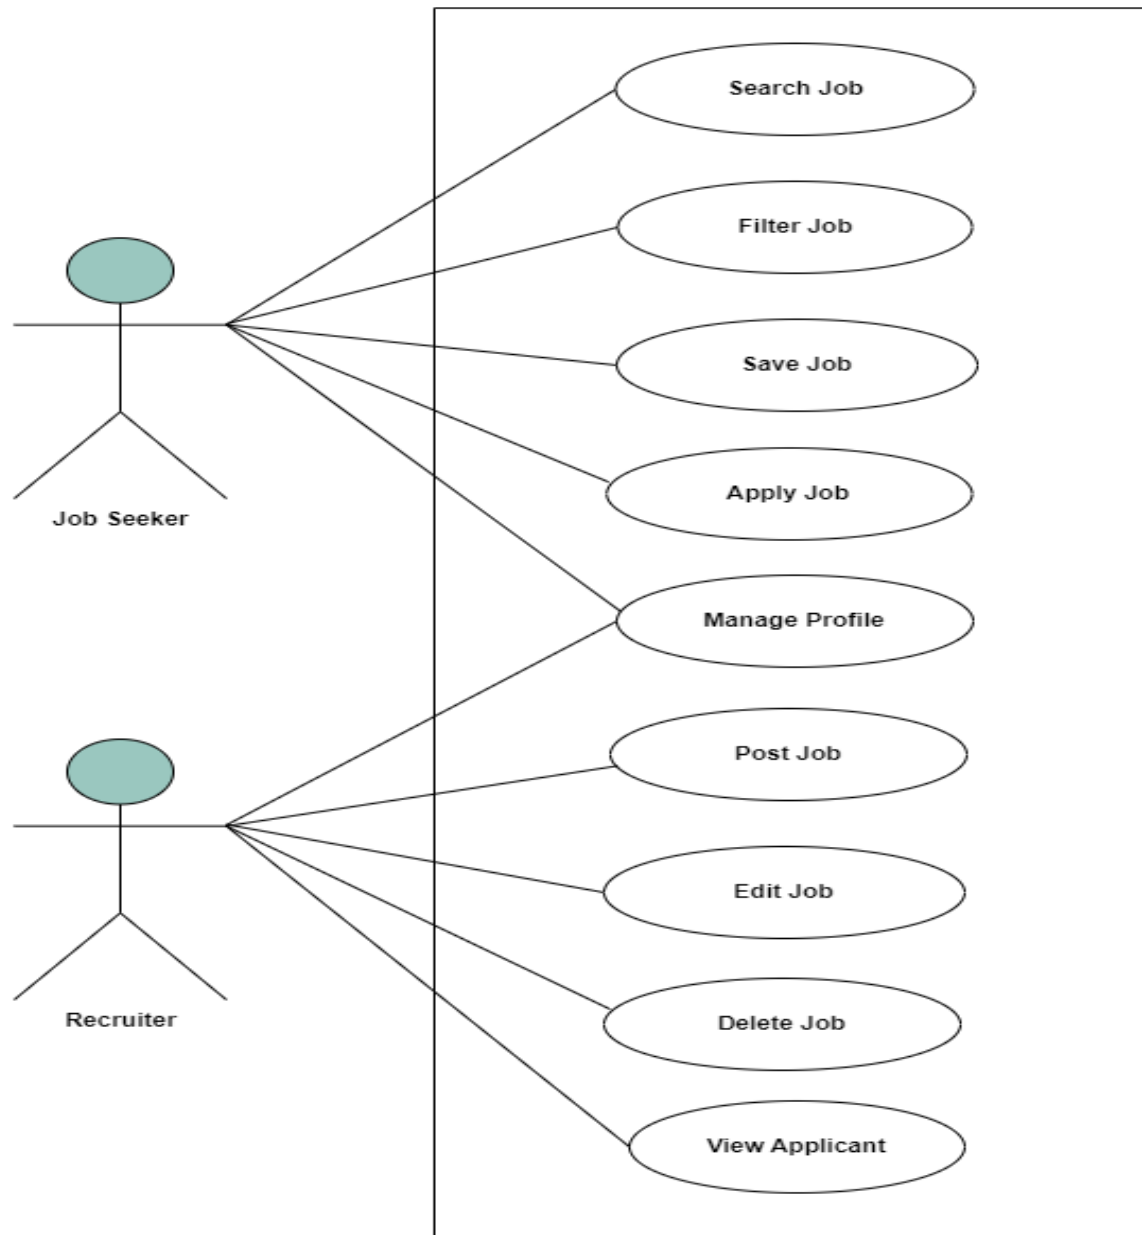 Search Job
Filter Job
Save Job
Apply Job
Job Seeker
Manage Profile
Post Job
Edit Job
Recruiter
Delete Job
View Applicant